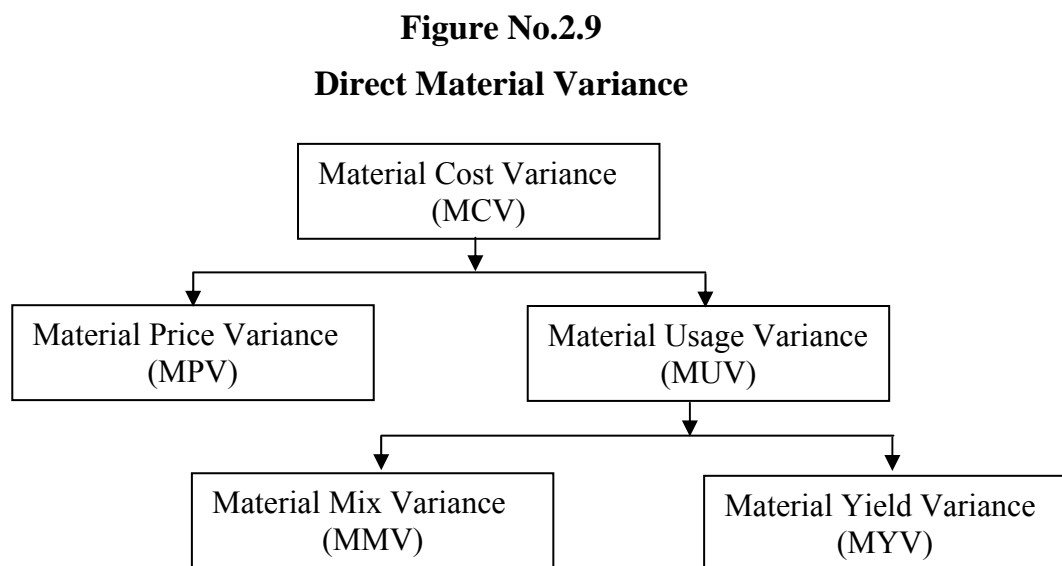 Figure No.2.9
Direct Material Variance
Material Cost Variance
(MCV)
Material Price Variance
(MPV)
Material Usage Variance
(MUV)
Material Mix Variance
(MMV)
Material Yield Variance
(MYV)